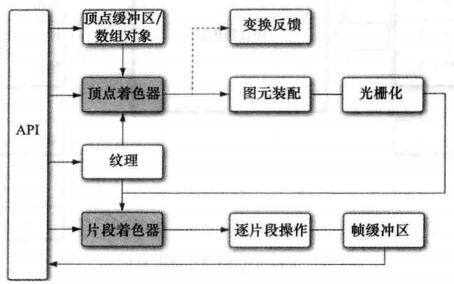 顶点缓冲区/
数组对象
变换反馈
顶点着色器
图元装配
光栅化
API
纹理
片段着色器
逐片段操作
帧缓冲区